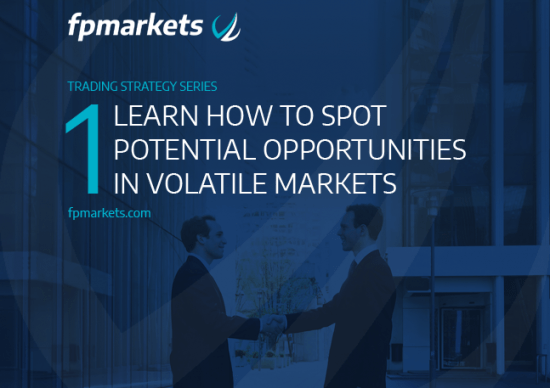 fpmarkets
TRADING STRATEGY SERIES
1
LEARN HOW TO SPOT
POTENTIAL OPPORTUNITIES
IN VOLATILE MARKETS
fpmarkets.com